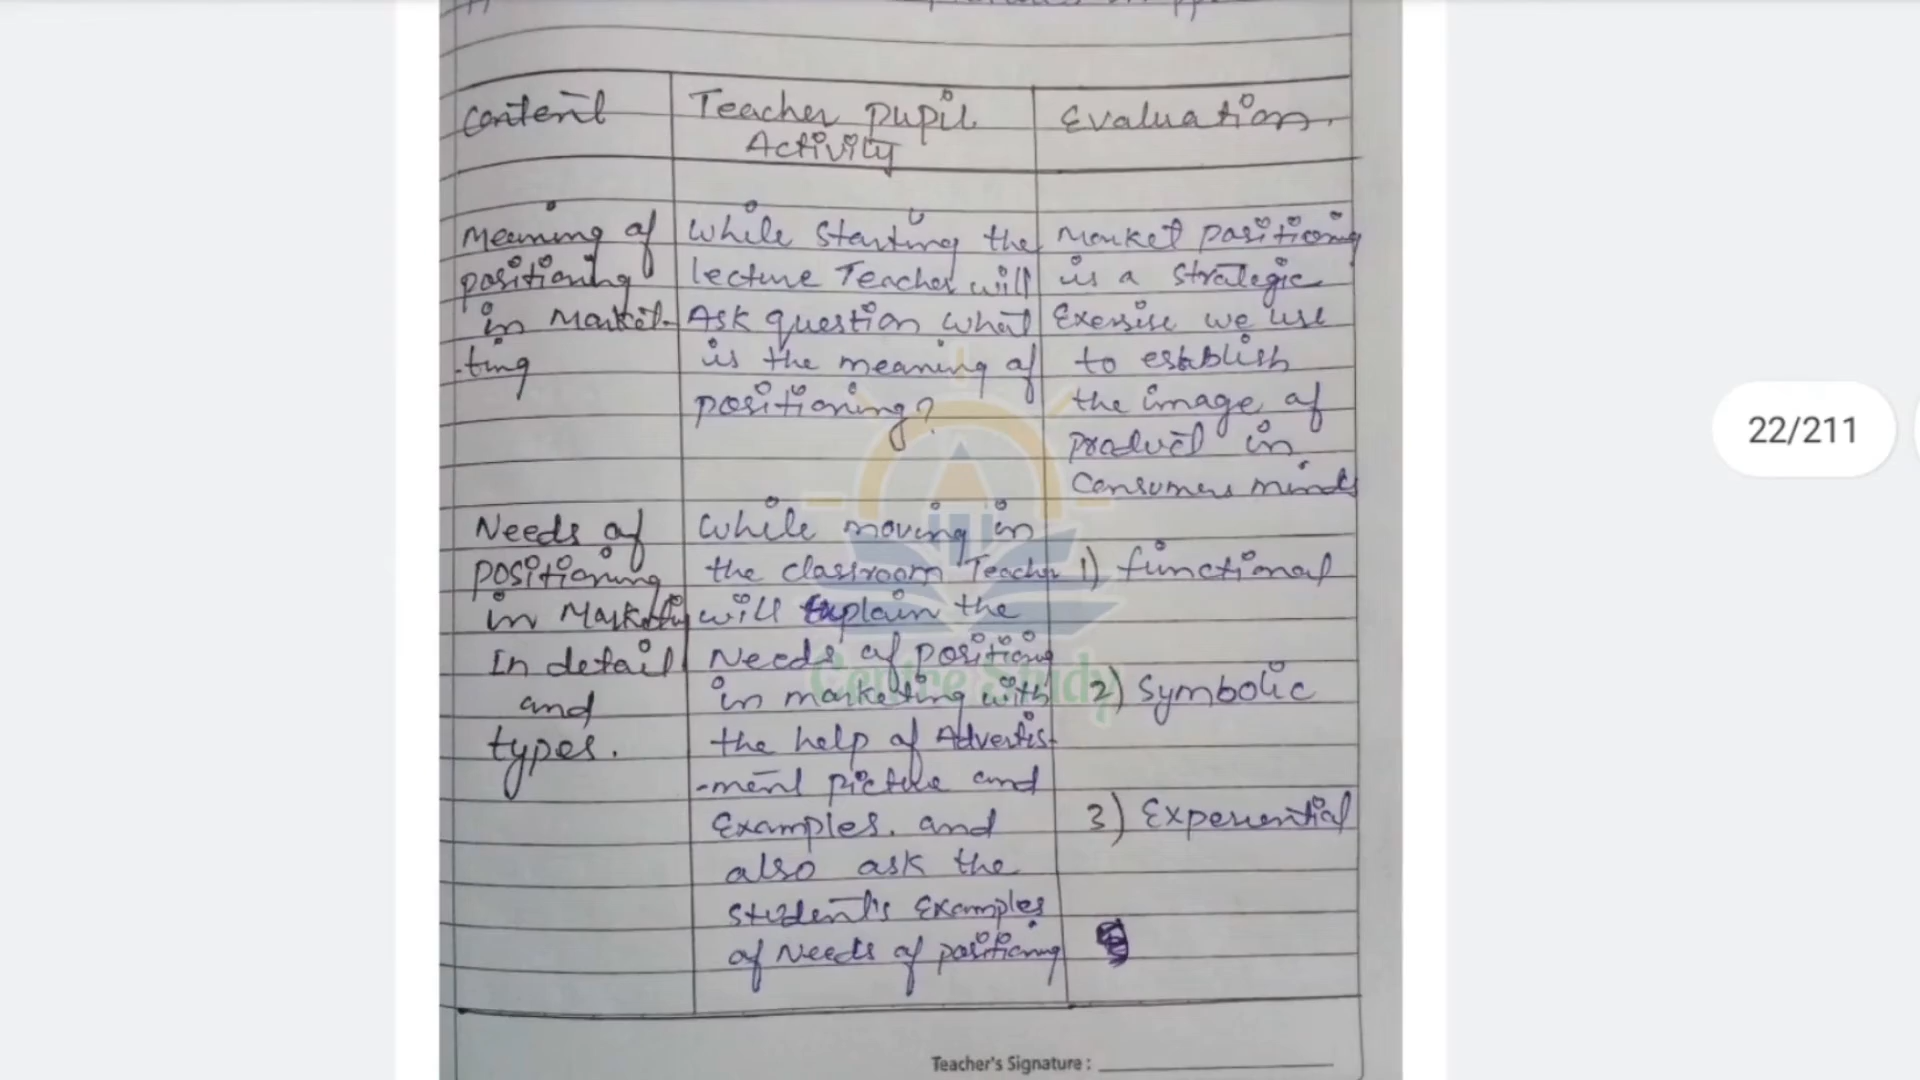 Content
Teacher pupil
Activity
Evaluation.
Meaning of
positioning
in Market-
-ting
While starting the
lecture Teacher will
Ask question what
is the meaning of
positioning?
Market positioning
is a strategic
Exersise we use
to establish
the image of
product in
Consumers minds
Needs of
positioning
in Marketing
In detail
and
types.
While moving in
the classroom Teacher
will Explain the
Needs of positioning
in marketing with
the help of Advertis-
-ment picture and
Examples. and
also ask the
student's Examples
of Needs of positioning
1) functional
2) Symbolic
3) Experiential
Centre Study
Teacher's Signature :
22/211